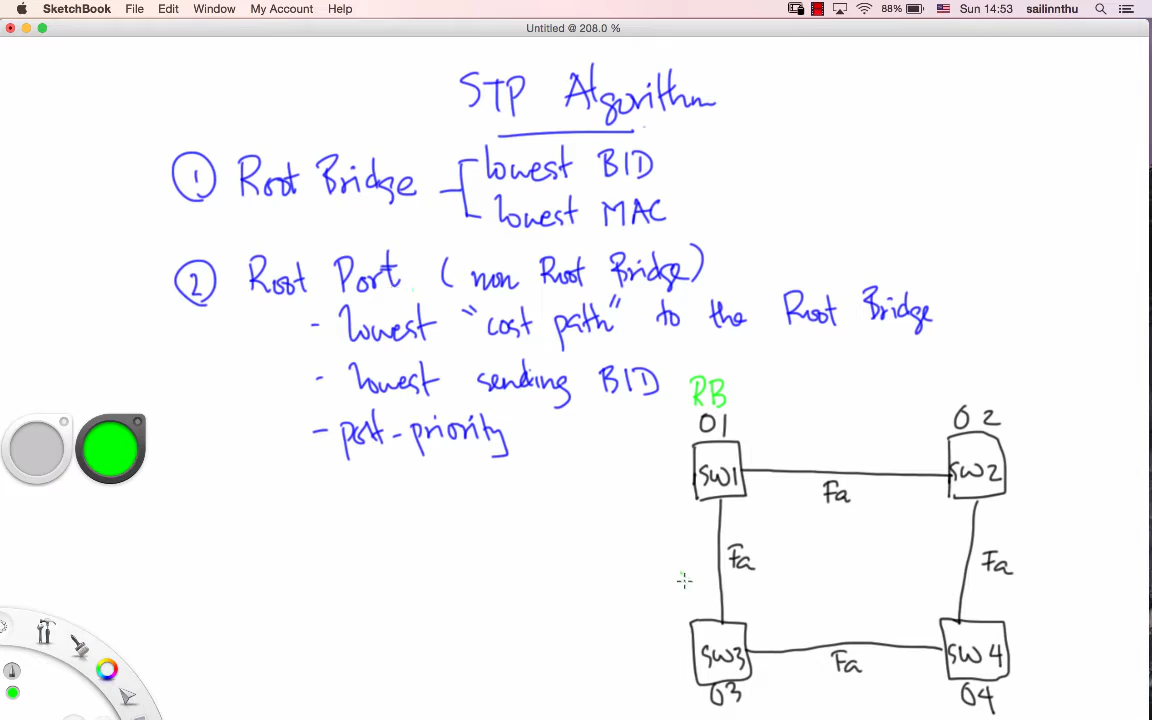 SketchBook File Edit Window My Account Help 88% Sun 14:53 sailinnthu
Untitled @ 208.0 %
STP Algorithm
1 Root Bridge lowest BID
lowest MAC
2 Root Port (non Root Bridge)
- lowest "cost path" to the Root Bridge
- lowest sending BID
- port-priority
RB
01 02
SW1 SW2
Fa
Fa Fa
SW3 SW4
Fa
03 04